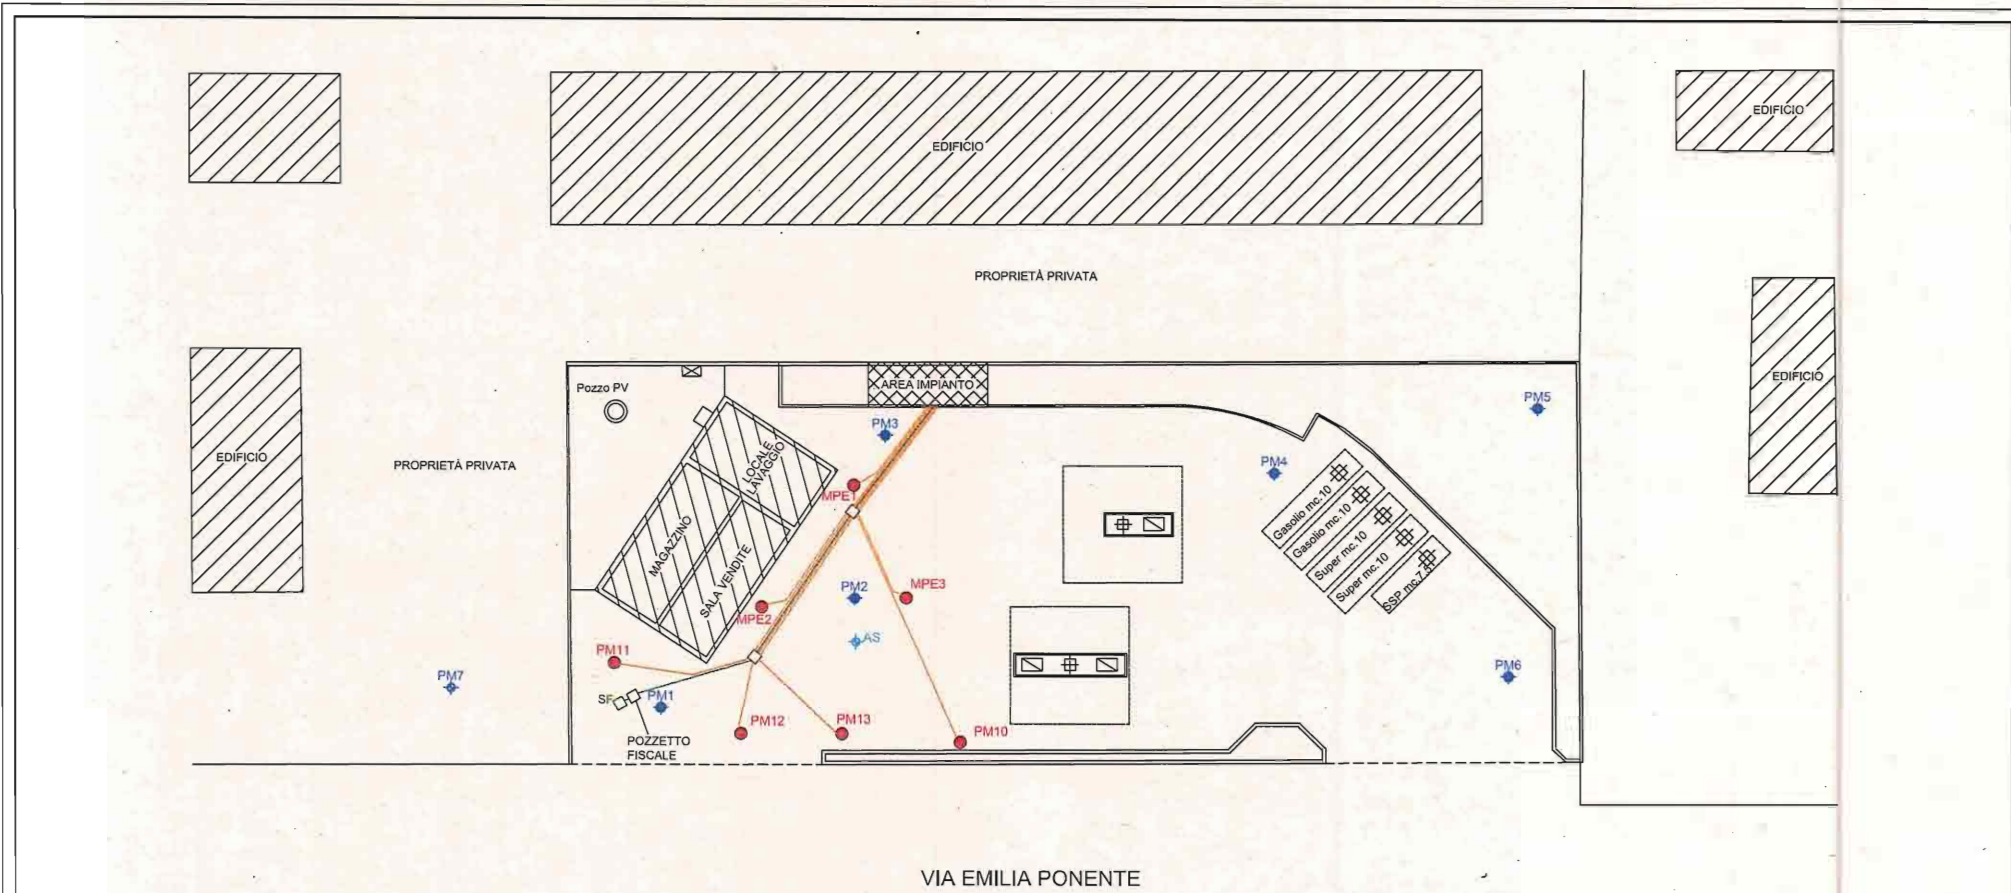 EDIFICIO
EDIFICIO
PROPRIETÀ PRIVATA
EDIFICIO
EDIFICIO
PROPRIETÀ PRIVATA
Pozzo PV
AREA IMPIANTO
LOCALE
LAVAGGIO
MAGAZZINO
SALA VENDITE
PM3
PM5
PM4
MPE1
Gasolio mc.10
Gasolio mc.10
Super mc.10
Super mc.10
SSP mc.7.5
PM2
MPE3
MPE2
AS
PM11
PM7
PM6
SF
PM1
PM12
PM13
PM10
POZZETTO
FISCALE
VIA EMILIA PONENTE